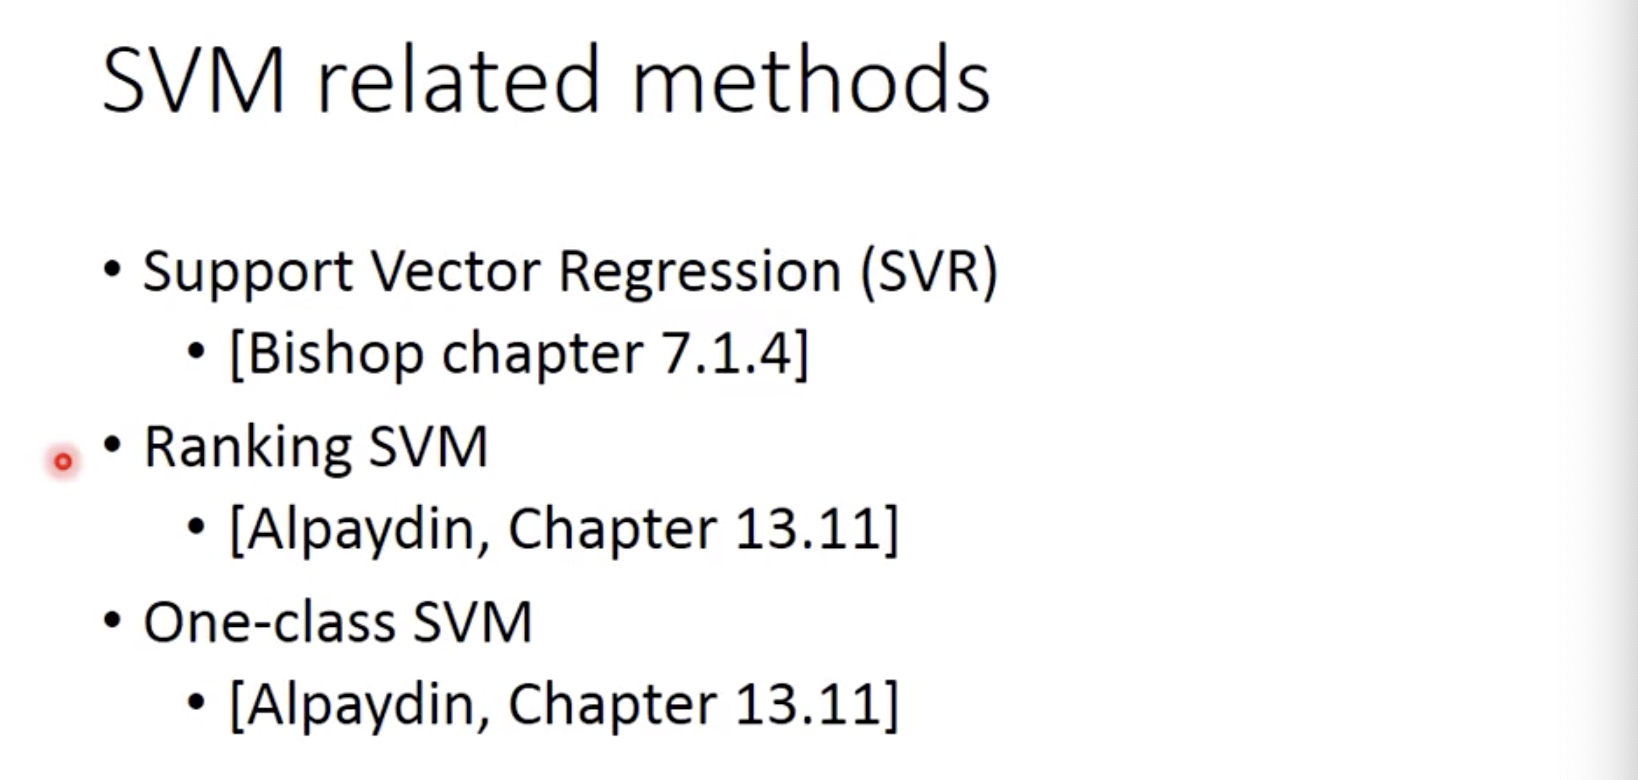 SVM related methods
• Support Vector Regression (SVR)
• [Bishop chapter 7.1.4]
• Ranking SVM
• [Alpaydin, Chapter 13.11]
• One-class SVM
• [Alpaydin, Chapter 13.11]